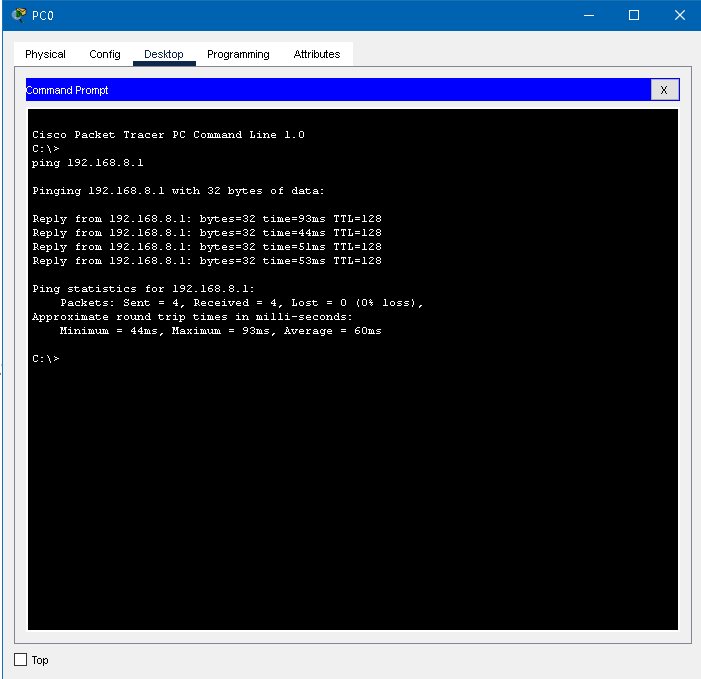 PC0
Physical Config Desktop Programming Attributes
Command Prompt X
Cisco Packet Tracer PC Command Line 1.0
C:\>
ping 192.168.8.1
Pinging 192.168.8.1 with 32 bytes of data:
Reply from 192.168.8.1: bytes=32 time=93ms TTL=128
Reply from 192.168.8.1: bytes=32 time=44ms TTL=128
Reply from 192.168.8.1: bytes=32 time=51ms TTL=128
Reply from 192.168.8.1: bytes=32 time=53ms TTL=128
Ping statistics for 192.168.8.1:
    Packets: Sent = 4, Received = 4, Lost = 0 (0% loss),
Approximate round trip times in milli-seconds:
    Minimum = 44ms, Maximum = 93ms, Average = 60ms
C:\>
Top